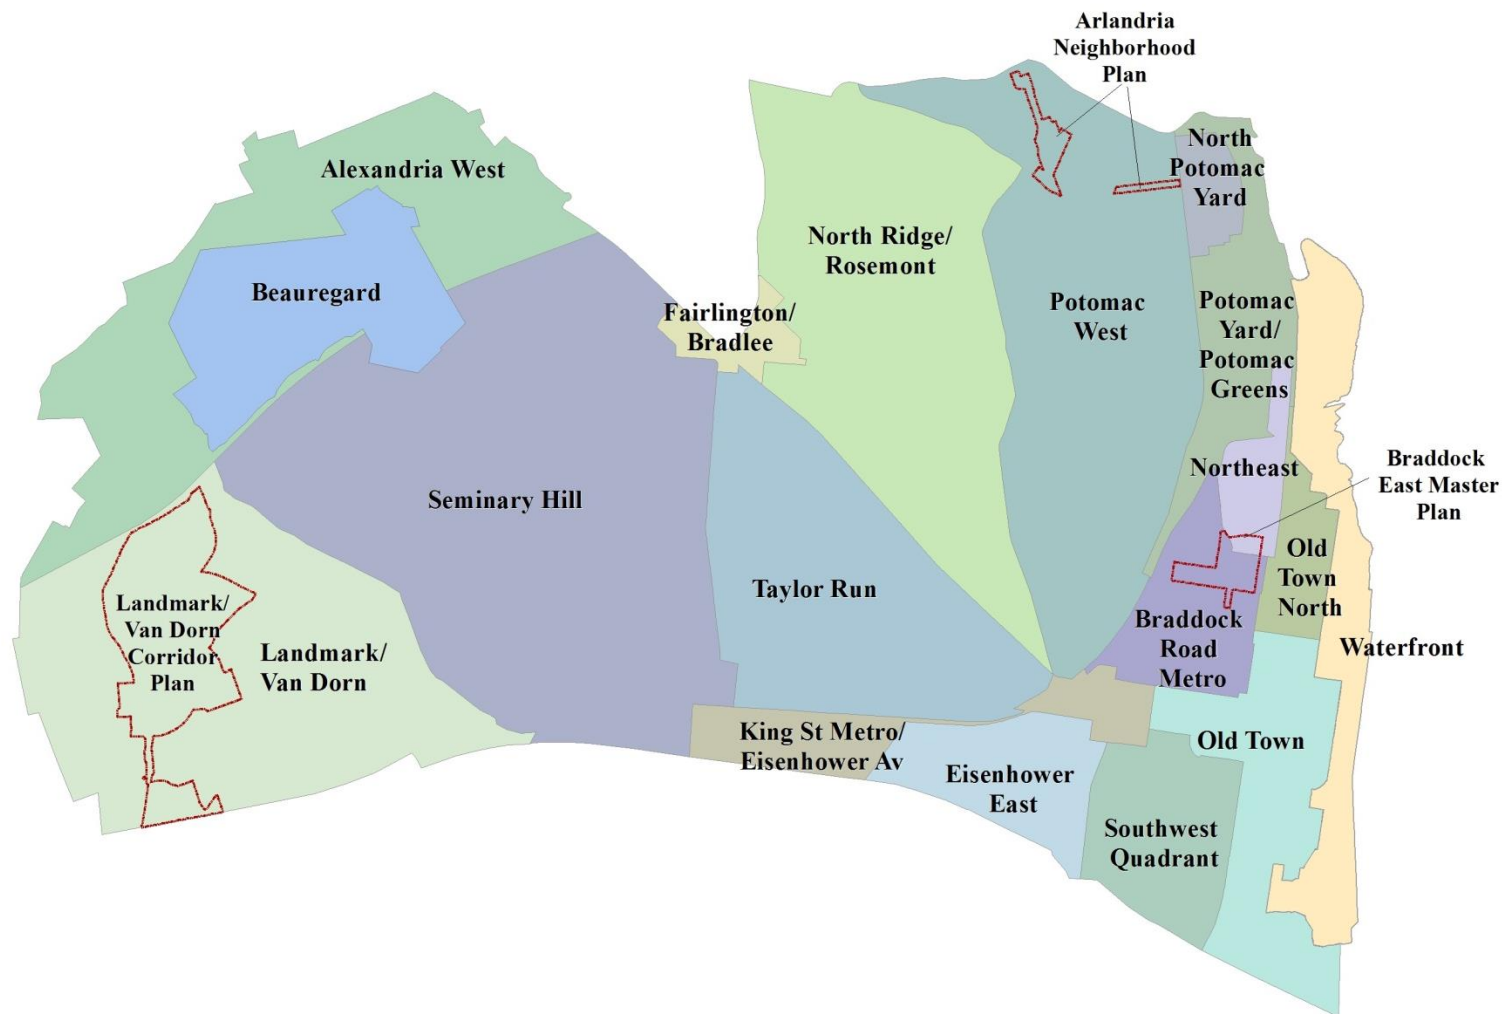 Arlandria
Neighborhood
Plan
North
Potomac
Yard
Alexandria West
North Ridge/
Rosemont
Beauregard
Fairlington/
Bradlee
Potomac
West
Potomac
Yard/
Potomac
Greens
Northeast
Braddock
East Master
Plan
Seminary Hill
Old
Town
North
Taylor Run
Landmark/
Van Dorn
Corridor
Plan
Landmark/
Van Dorn
Braddock
Road
Metro
Waterfront
King St Metro/
Eisenhower Av
Old Town
Eisenhower
East
Southwest
Quadrant